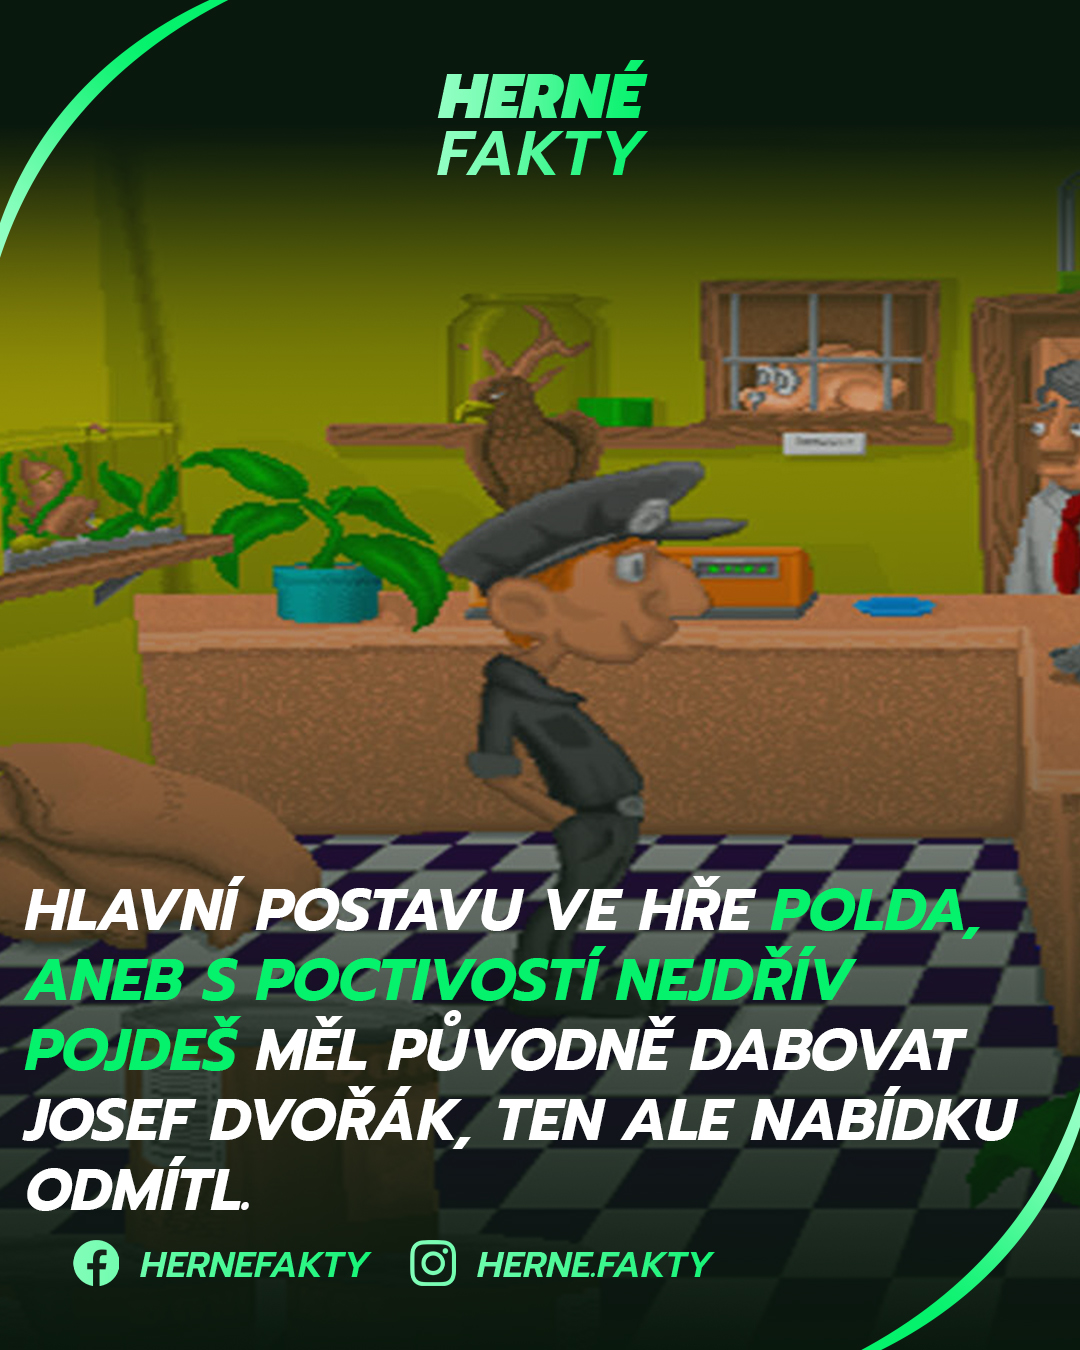 HERNÉ
FAKTY
HLAVNÍ POSTAVU VE HŘE POLDA,
ANEB S POCTIVOSTÍ NEJDŘÍV
POJDEŠ MĚL PŮVODNĚ DABOVAT
JOSEF DVOŘÁK, TEN ALE NABÍDKU
ODMÍTL.
HERNEFAKTY HERNE.FAKTY